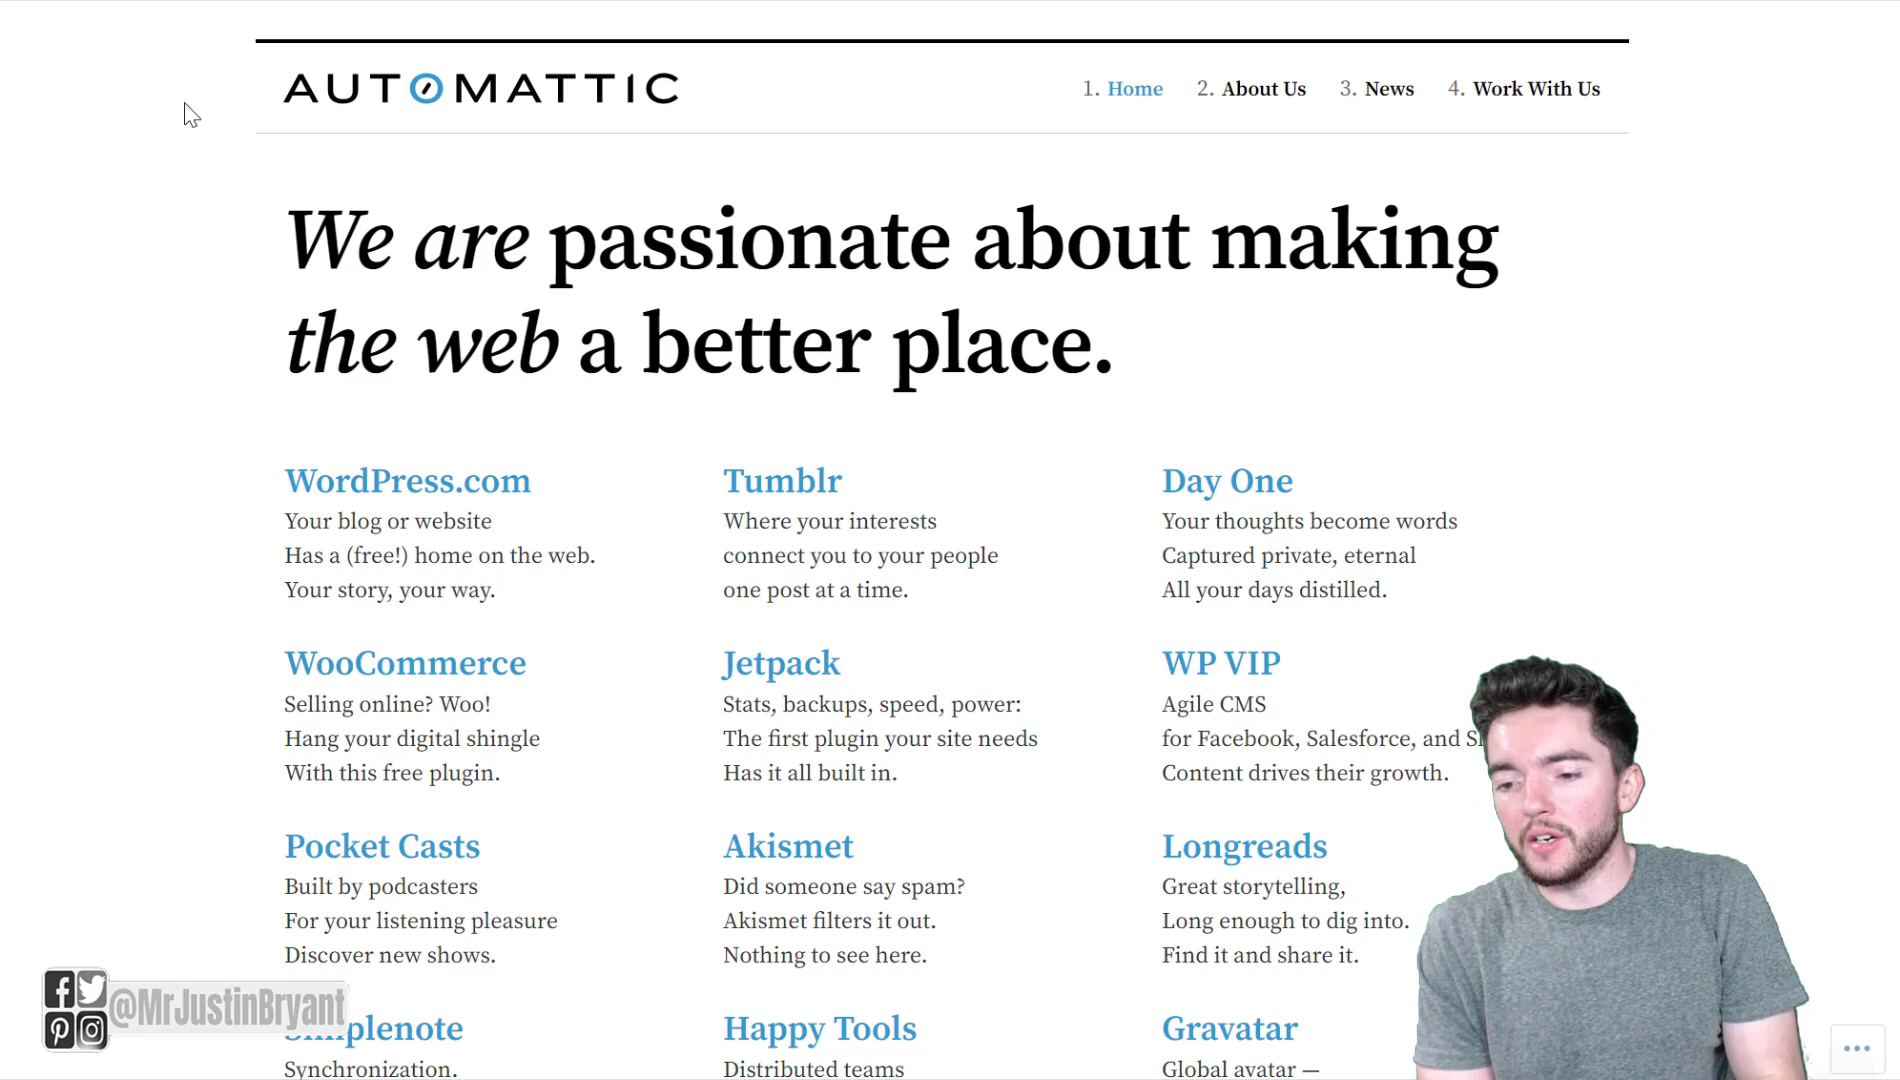 AUTOMATTIC
1. Home 2. About Us 3. News 4. Work With Us
We are passionate about making
the web a better place.
WordPress.com
Your blog or website
Has a (free!) home on the web.
Your story, your way.
Tumblr
Where your interests
connect you to your people
one post at a time.
Day One
Your thoughts become words
Captured private, eternal
All your days distilled.
WooCommerce
Selling online? Woo!
Hang your digital shingle
With this free plugin.
Jetpack
Stats, backups, speed, power:
The first plugin your site needs
Has it all built in.
WP VIP
Agile CMS
for Facebook, Salesforce, and
Content drives their growth.
Pocket Casts
Built by podcasters
For your listening pleasure
Discover new shows.
Akismet
Did someone say spam?
Akismet filters it out.
Nothing to see here.
Longreads
Great storytelling,
Long enough to dig into.
Find it and share it.
@MrJustinBryant
Simplenote
Synchronization.
Happy Tools
Distributed teams
Gravatar
Global avatar —